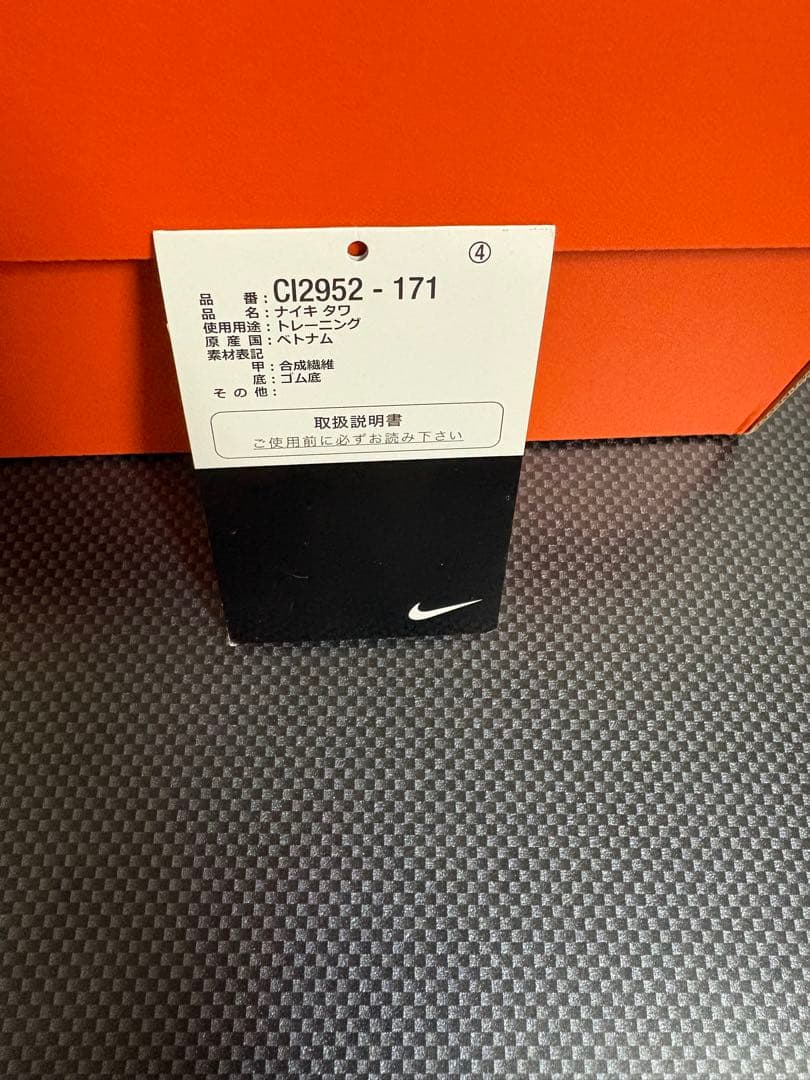 ④
品番：CI2952 - 171
品名：ナイキ タワ
使用用途：トレーニング
原産国：ベトナム
素材表記
甲：合成繊維
底：ゴム底
その他：
取扱説明書
ご使用前に必ずお読み下さい